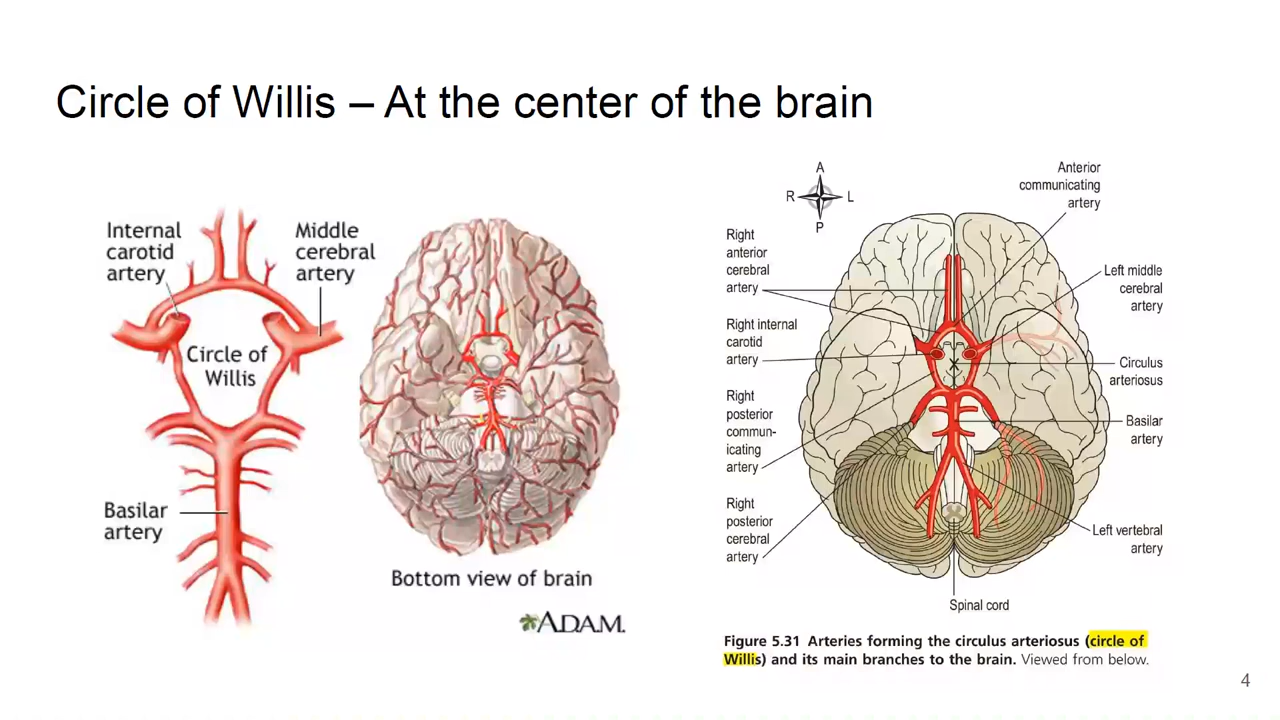 Circle of Willis – At the center of the brain
Internal
carotid
artery
Middle
cerebral
artery
Circle of
Willis
Basilar
artery
Bottom view of brain
A.D.A.M.
A
R
L
P
Anterior
communicating
artery
Right
anterior
cerebral
artery
Left middle
cerebral
artery
Right internal
carotid
artery
Circulus
arteriosus
Right
posterior
commun-
icating
artery
Basilar
artery
Right
posterior
cerebral
artery
Left vertebral
artery
Spinal cord
Figure 5.31 Arteries forming the circulus arteriosus (circle of
Willis) and its main branches to the brain. Viewed from below.
4